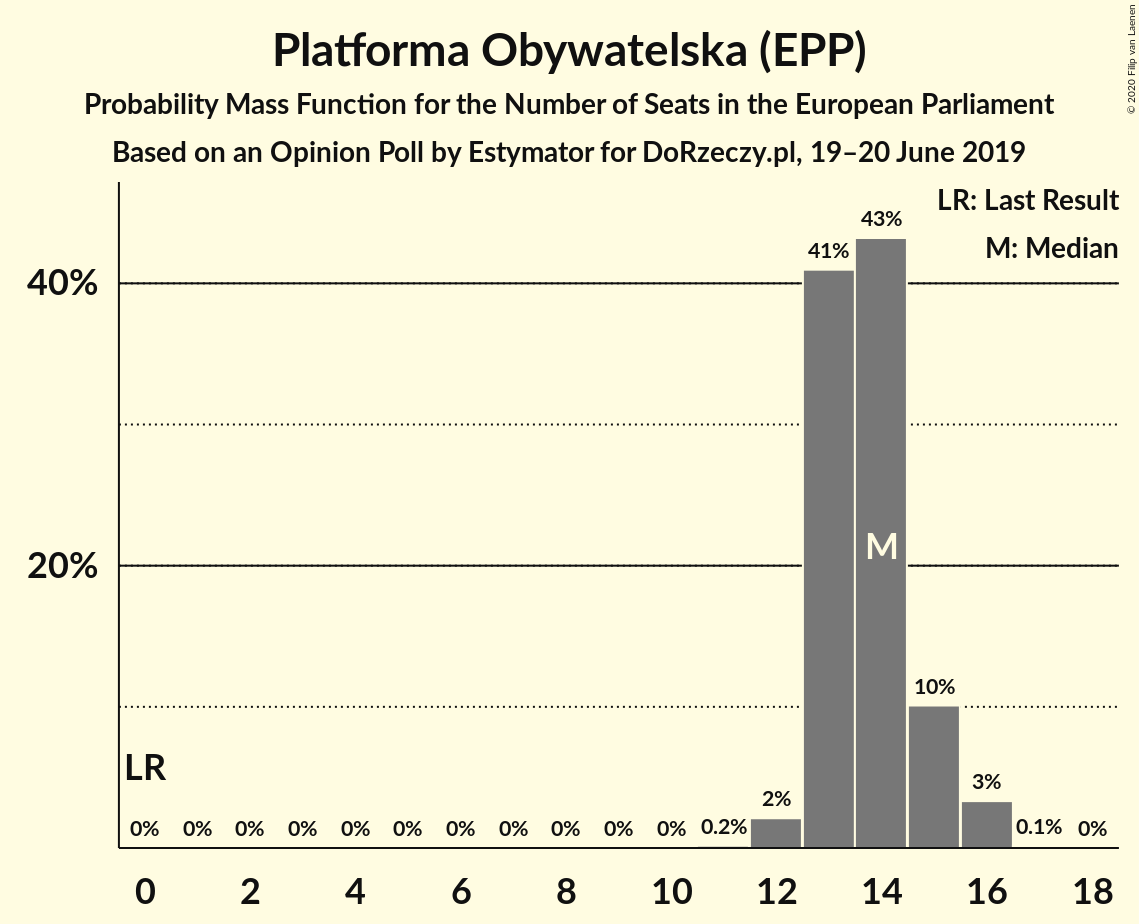 Platforma Obywatelska (EPP)
Probability Mass Function for the Number of Seats in the European Parliament
Based on an Opinion Poll by Estymator for DoRzeczy.pl, 19–20 June 2019
© 2020 Filip van Laenen
LR: Last Result
M: Median
43%
41%
40%
M
20%
10%
LR
3%
2%
0% 0% 0% 0% 0% 0% 0% 0% 0% 0% 0% 0.2% 0.1% 0%
0 2 4 6 8 10 12 14 16 18